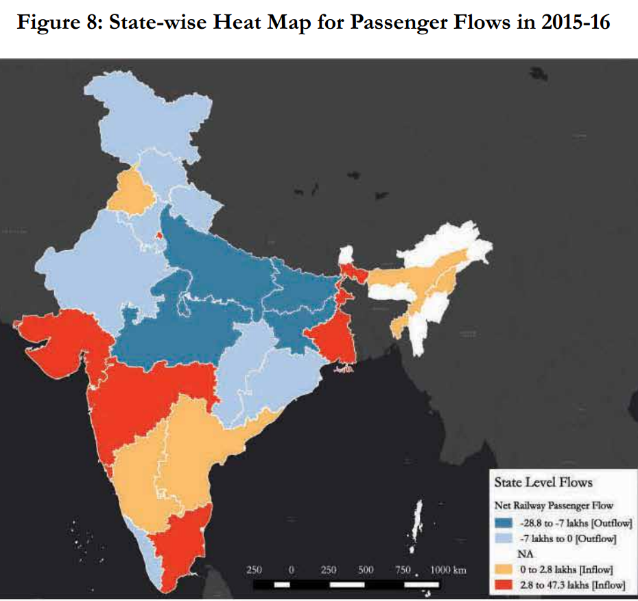 Figure 8: State-wise Heat Map for Passenger Flows in 2015-16
State Level Flows
Net Railway Passenger Flow
-28.8 to -7 lakhs [Outflow]
-7 lakhs to 0 [Outflow]
NA
0 to 2.8 lakhs [Inflow]
2.8 to 47.3 lakhs [Inflow]
250 0 250 500 750 1000 km